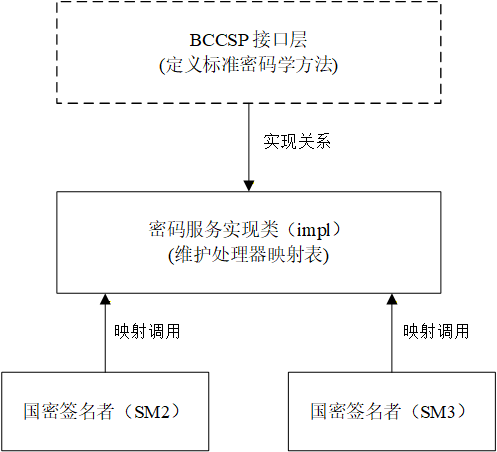 BCCSP 接口层
(定义标准密码学方法)
实现关系
密码服务实现类（impl）
(维护处理器映射表)
映射调用
映射调用
国密签名者（SM2）
国密签名者（SM3）